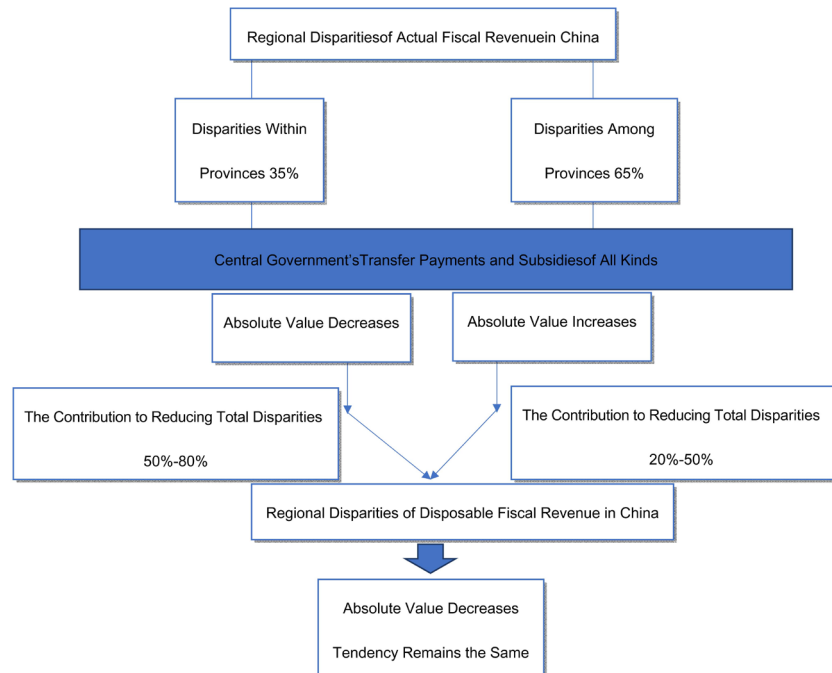 Regional Disparitiesof Actual Fiscal Revenuein China
Disparities Within
Provinces 35%
Disparities Among
Provinces 65%
Central Government'sTransfer Payments and Subsidiesof All Kinds
Absolute Value Decreases
Absolute Value Increases
The Contribution to Reducing Total Disparities
50%-80%
The Contribution to Reducing Total Disparities
20%-50%
Regional Disparities of Disposable Fiscal Revenue in China
Absolute Value Decreases
Tendency Remains the Same